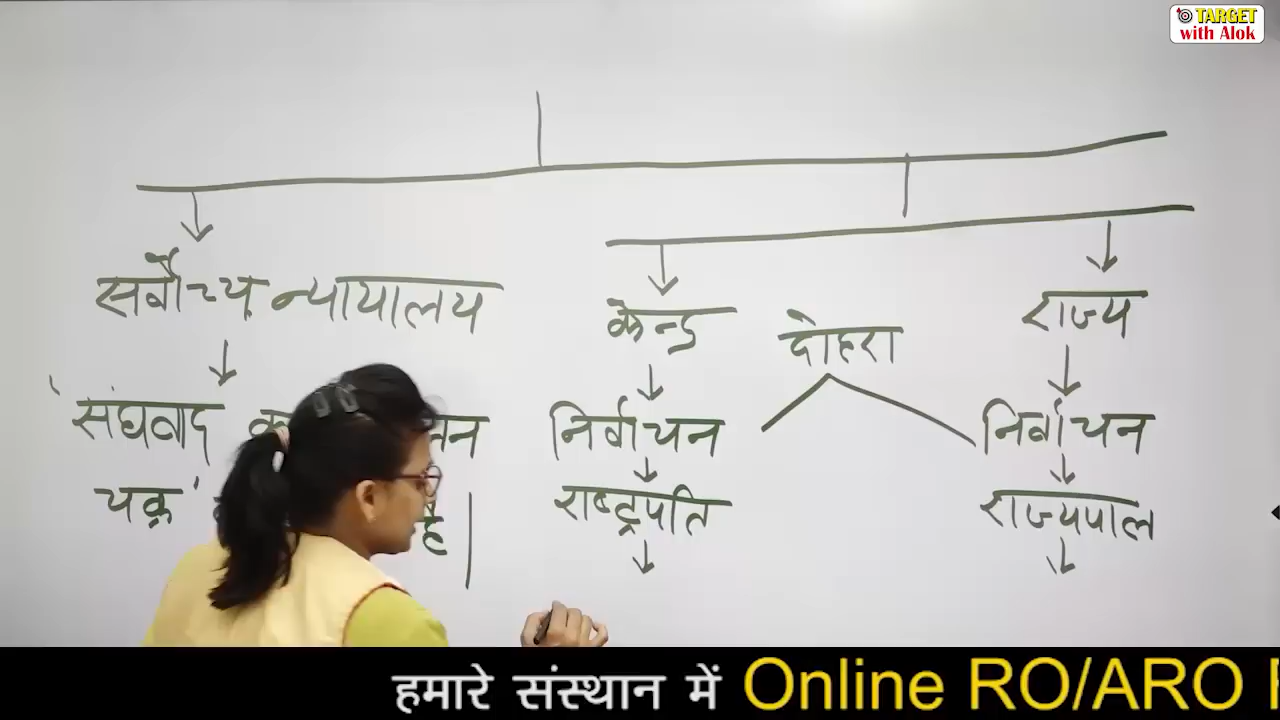 TARGET
with Alok
सर्वोच्य न्यायालय
केन्द्र
दोहरा
राज्य
संघवाद
निर्वाचन
निर्वाचन
चक्र
है
राष्ट्रपति
राज्यपाल
हमारे संस्थान में Online RO/ARO